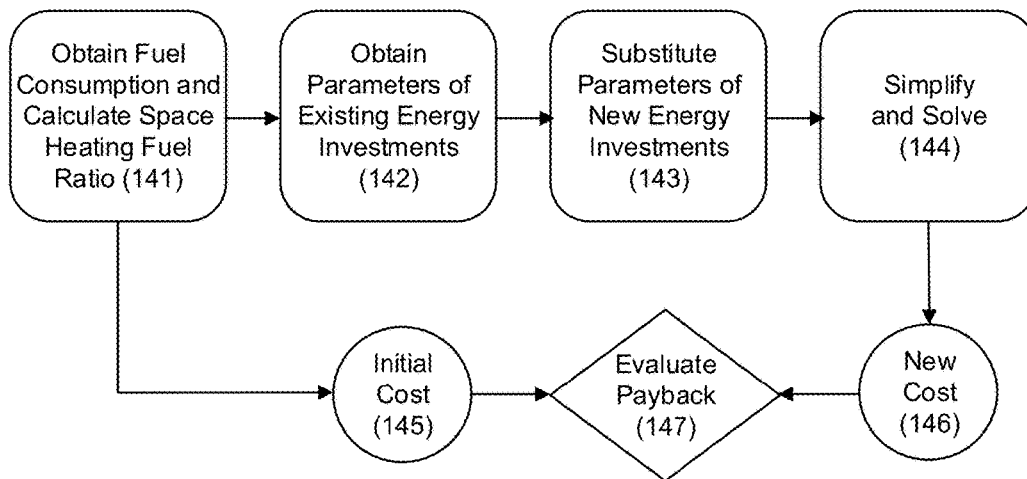 Obtain Fuel
Consumption and
Calculate Space
Heating Fuel
Ratio (141)
Obtain
Parameters of
Existing Energy
Investments
(142)
Substitute
Parameters of
New Energy
Investments
(143)
Simplify
and Solve
(144)
Initial
Cost
(145)
Evaluate
Payback
(147)
New
Cost
(146)